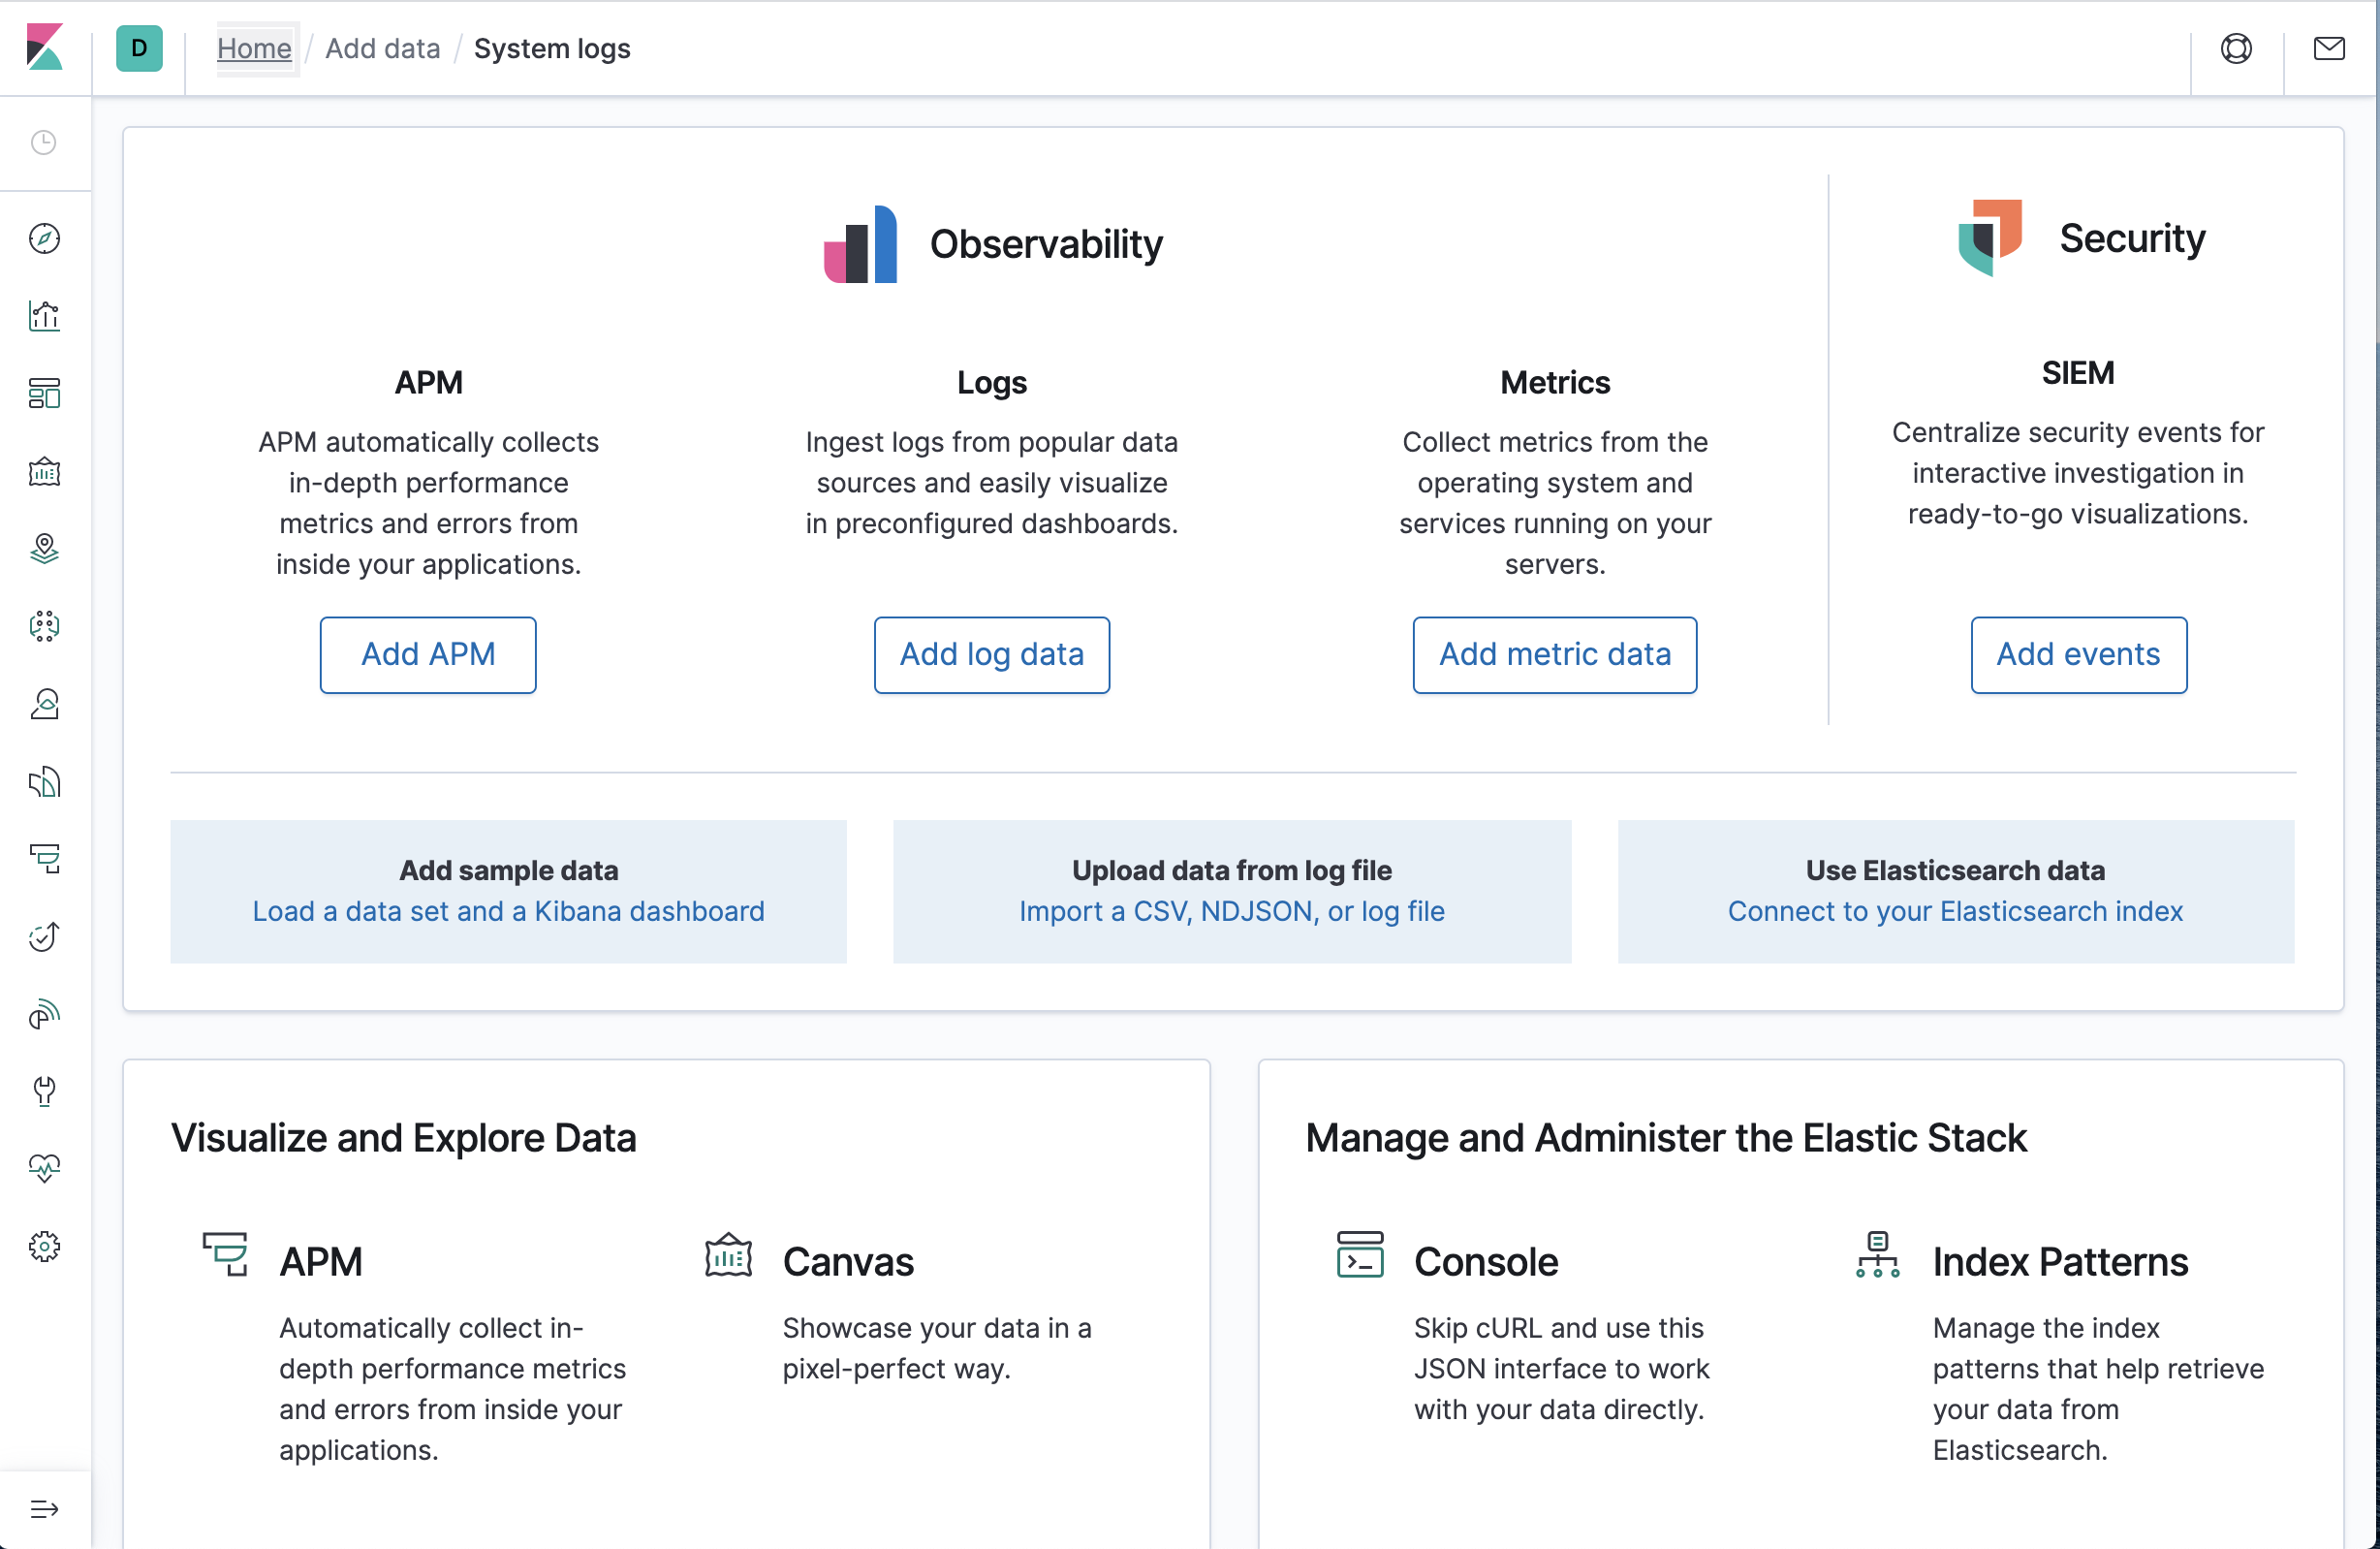 D
Home / Add data / System logs
Observability
Security
APM
APM automatically collects
in-depth performance
metrics and errors from
inside your applications.
Add APM
Logs
Ingest logs from popular data
sources and easily visualize
in preconfigured dashboards.
Add log data
Metrics
Collect metrics from the
operating system and
services running on your
servers.
Add metric data
SIEM
Centralize security events for
interactive investigation in
ready-to-go visualizations.
Add events
Add sample data
Load a data set and a Kibana dashboard
Upload data from log file
Import a CSV, NDJSON, or log file
Use Elasticsearch data
Connect to your Elasticsearch index
Visualize and Explore Data
APM
Automatically collect in-
depth performance metrics
and errors from inside your
applications.
Canvas
Showcase your data in a
pixel-perfect way.
Manage and Administer the Elastic Stack
Console
Skip cURL and use this
JSON interface to work
with your data directly.
Index Patterns
Manage the index
patterns that help retrieve
your data from
Elasticsearch.